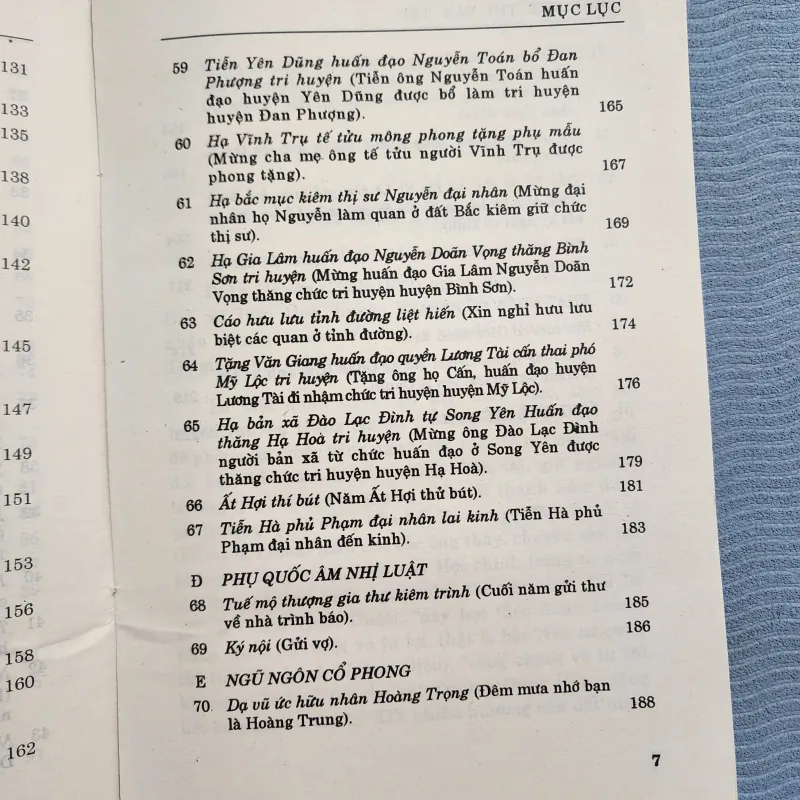 131
133
135
138
140
142
145
147
149
151
153
156
158
160
162
MỤC LỤC
59 Tiễn Yên Dũng huấn đạo Nguyễn Toán bổ Đan
Phượng tri huyện (Tiễn ông Nguyễn Toán huấn
đạo huyện Yên Dũng được bổ làm tri huyện
huyện Đan Phượng). 165
60 Hạ Vĩnh Trụ tế tửu mông phong tặng phụ mẫu
(Mừng cha mẹ ông tế tửu người Vĩnh Trụ được
phong tặng). 167
61 Hạ bắc mục kiêm thị sư Nguyễn đại nhân (Mừng đại
nhân họ Nguyễn làm quan ở đất Bắc kiêm giữ chức
thị sư). 169
62 Hạ Gia Lâm huấn đạo Nguyễn Doãn Vọng thăng Bình
Sơn tri huyện (Mừng huấn đạo Gia Lâm Nguyễn Doãn
Vọng thăng chức tri huyện huyện Bình Sơn). 172
63 Cáo hưu lưu tỉnh đường liệt hiến (Xin nghỉ hưu lưu
biệt các quan ở tỉnh đường). 174
64 Tặng Văn Giang huấn đạo quyền Lương Tài cấn thai phó
Mỹ Lộc tri huyện (Tặng ông họ Cấn, huấn đạo huyện
Lương Tài đi nhậm chức tri huyện huyện Mỹ Lộc). 176
65 Hạ bản xã Đào Lạc Đình tự Song Yên Huấn đạo
thăng Hạ Hoà tri huyện (Mừng ông Đào Lạc Đình
người bản xã từ chức huấn đạo ở Song Yên được
thăng chức tri huyện huyện Hạ Hoà). 179
66 Ất Hợi thí bút (Năm Ất Hợi thử bút). 181
67 Tiễn Hà phủ Phạm đại nhân lai kinh (Tiễn Hà phủ
Phạm đại nhân đến kinh). 183
Đ PHỤ QUỐC ÂM NHỊ LUẬT
68 Tuế mộ thượng gia thư kiêm trình (Cuối năm gửi thư
về nhà trình báo). 185
69 Ký nội (Gửi vợ). 186
E NGŨ NGÔN CỔ PHONG
70 Dạ vũ ức hữu nhân Hoàng Trọng (Đêm mưa nhớ bạn
là Hoàng Trung). 188
7